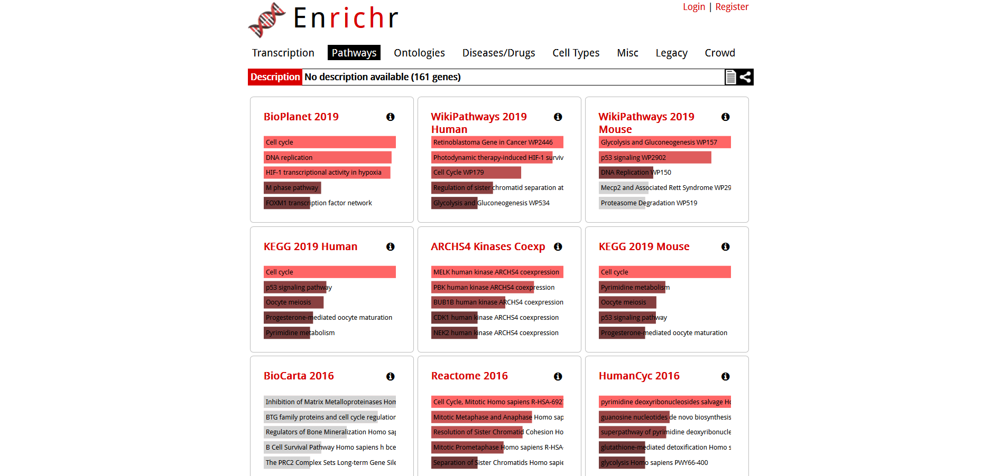 Enrichr
Login | Register
Transcription Pathways Ontologies Diseases/Drugs Cell Types Misc Legacy Crowd
Description No description available (161 genes)
BioPlanet 2019
Cell cycle
DNA replication
HIF-1 transcriptional activity in hypoxia
M phase pathway
FOXM1 transcription factor network
WikiPathways 2019
Human
Retinoblastoma Gene in Cancer WP2446
Photodynamic therapy-induced HIF-1 surviv
Cell Cycle WP179
Regulation of sister chromatid separation at
Glycolysis and Gluconeogenesis WP534
WikiPathways 2019
Mouse
Glycolysis and Gluconeogenesis WP157
p53 signaling WP2902
DNA Replication WP150
Mecp2 and Associated Rett Syndrome WP29
Proteasome Degradation WP519
KEGG 2019 Human
Cell cycle
p53 signaling pathway
Oocyte meiosis
Progesterone-mediated oocyte maturation
Pyrimidine metabolism
ARCHS4 Kinases Coexp
MELK human kinase ARCHS4 coexpression
PBK human kinase ARCHS4 coexpression
BUB1B human kinase ARCHS4 coexpression
CDK1 human kinase ARCHS4 coexpression
NEK2 human kinase ARCHS4 coexpression
KEGG 2019 Mouse
Cell cycle
Pyrimidine metabolism
Oocyte meiosis
p53 signaling pathway
Progesterone-mediated oocyte maturation
BioCarta 2016
Inhibition of Matrix Metalloproteinases Hom
BTG family proteins and cell cycle regulation
Regulators of Bone Mineralization Homo sap
B Cell Survival Pathway Homo sapiens h bce
The PRC2 Complex Sets Long-term Gene Sile
Reactome 2016
Cell Cycle, Mitotic Homo sapiens R-HSA-6927
Mitotic Metaphase and Anaphase Homo sap
Resolution of Sister Chromatid Cohesion Ho
Mitotic Prometaphase Homo sapiens R-HSA-
Separation of Sister Chromatids Homo sapie
HumanCyc 2016
pyrimidine deoxyribonucleosides salvage Ho
guanosine nucleotides de novo biosynthesis
superpathway of pyrimidine deoxyribonucle
glutathione-mediated detoxification Homo s
glycolysis Homo sapiens PWY66-400